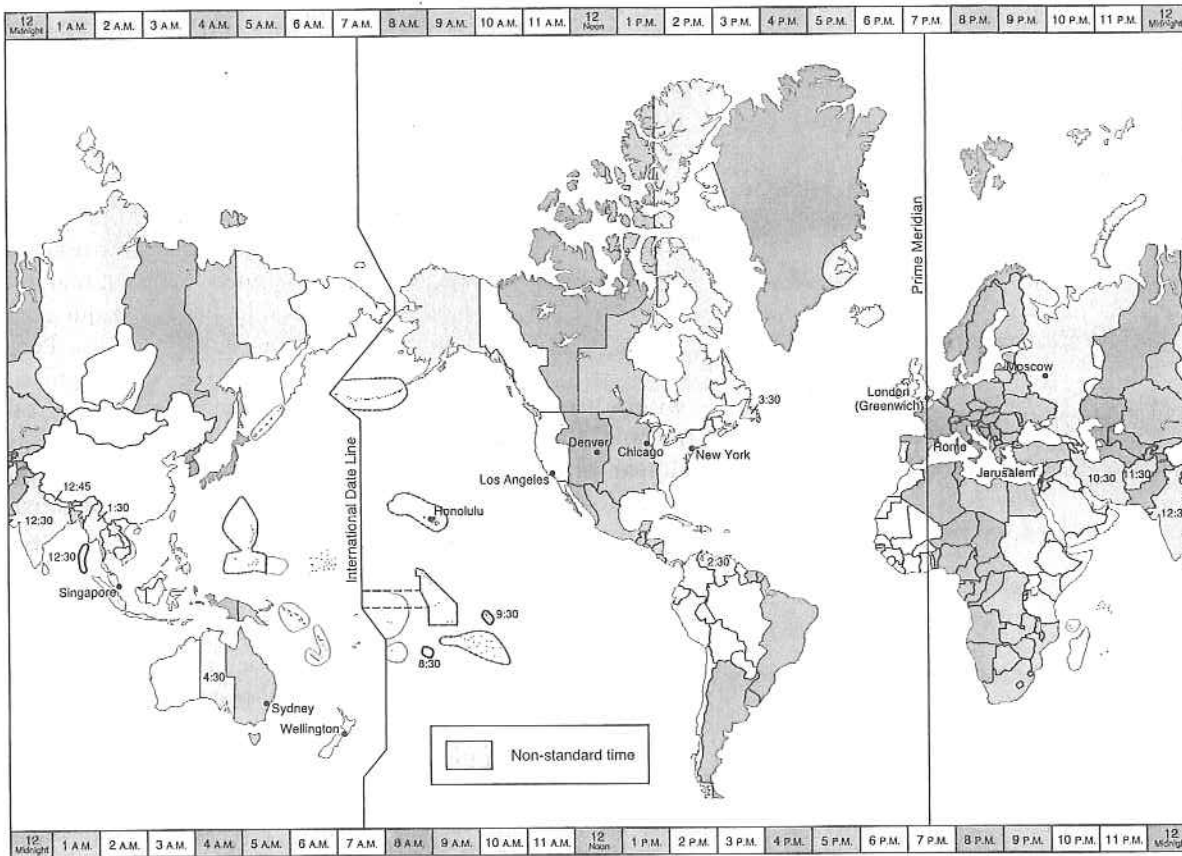 12 Midnight 1 A.M. 2 A.M. 3 A.M. 4 A.M. 5 A.M. 6 A.M. 7 A.M. 8 A.M. 9 A.M. 10 A.M. 11 A.M. 12 Noon 1 P.M. 2 P.M. 3 P.M. 4 P.M. 5 P.M. 6 P.M. 7 P.M. 8 P.M. 9 P.M. 10 P.M. 11 P.M. 12 Midnight
Prime Meridian
International Date Line
Moscow
London
(Greenwich)
3:30
Denver
Chicago
New York
Rome
Jerusalem
Los Angeles
10:30
11:30
12:45
12:30
1:30
Honolulu
12:30
2:30
Singapore
9:30
8:30
4:30
Sydney
Wellington
Non-standard time
12 Midnight 1 A.M. 2 A.M. 3 A.M. 4 A.M. 5 A.M. 6 A.M. 7 A.M. 8 A.M. 9 A.M. 10 A.M. 11 A.M. 12 Noon 1 P.M. 2 P.M. 3 P.M. 4 P.M. 5 P.M. 6 P.M. 7 P.M. 8 P.M. 9 P.M. 10 P.M. 11 P.M. 12 Midnight